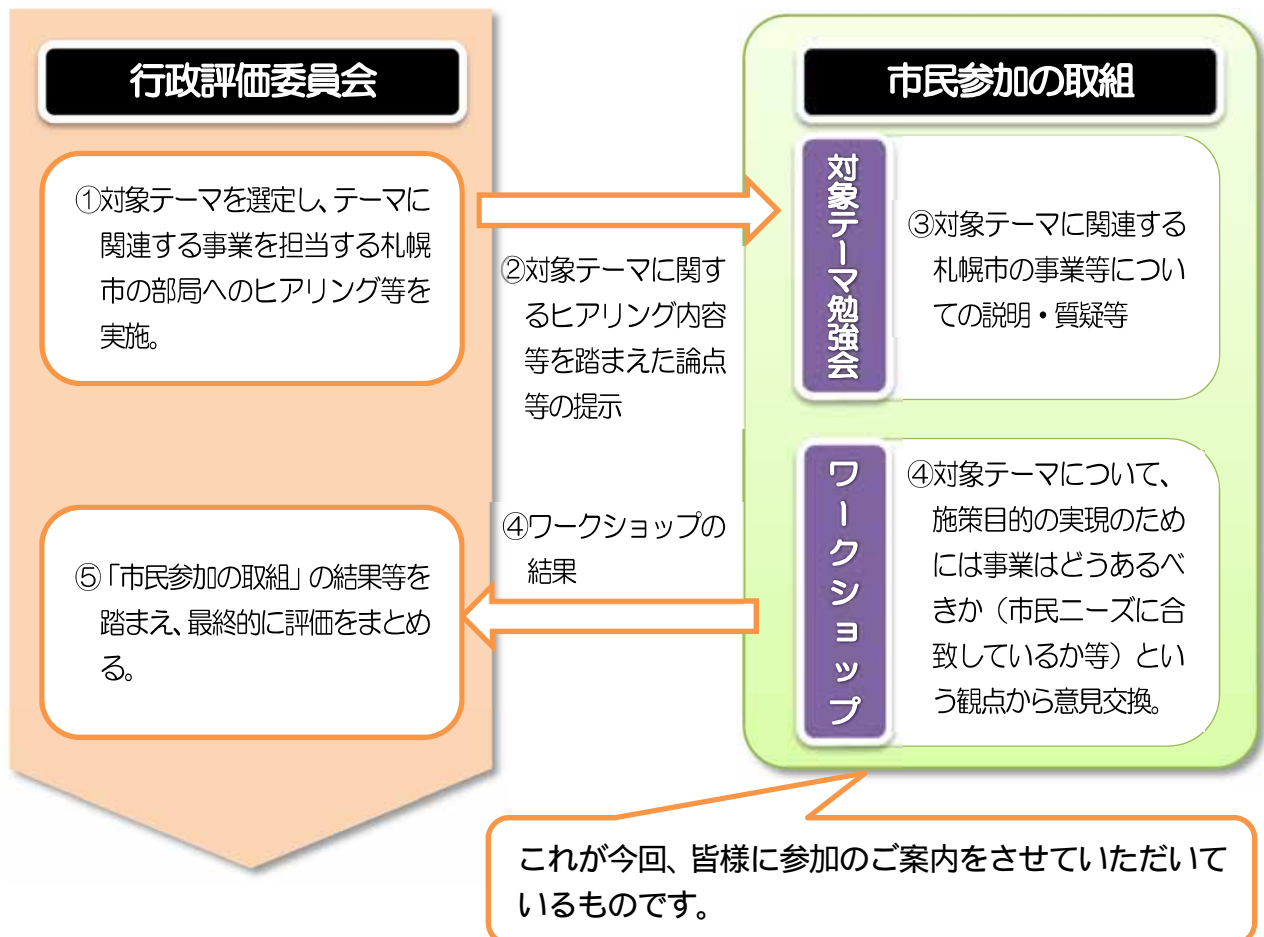 行政評価委員会
①対象テーマを選定し、テーマに
関連する事業を担当する札幌
市の部局へのヒアリング等を
実施。
②対象テーマに関す
るヒアリング内容
等を踏まえた論点
等の提示
市民参加の取組
対象テーマ勉強会
③対象テーマに関連する
札幌市の事業等につい
ての説明・質疑等
ワークショップ
④対象テーマについて、
施策目的の実現のため
には事業はどうあるべ
きか（市民ニーズに合
致しているか等）とい
う観点から意見交換。
④ワークショップの
結果
⑤「市民参加の取組」の結果等を
踏まえ、最終的に評価をまとめ
る。
これが今回、皆様に参加のご案内をさせていただいて
いるものです。